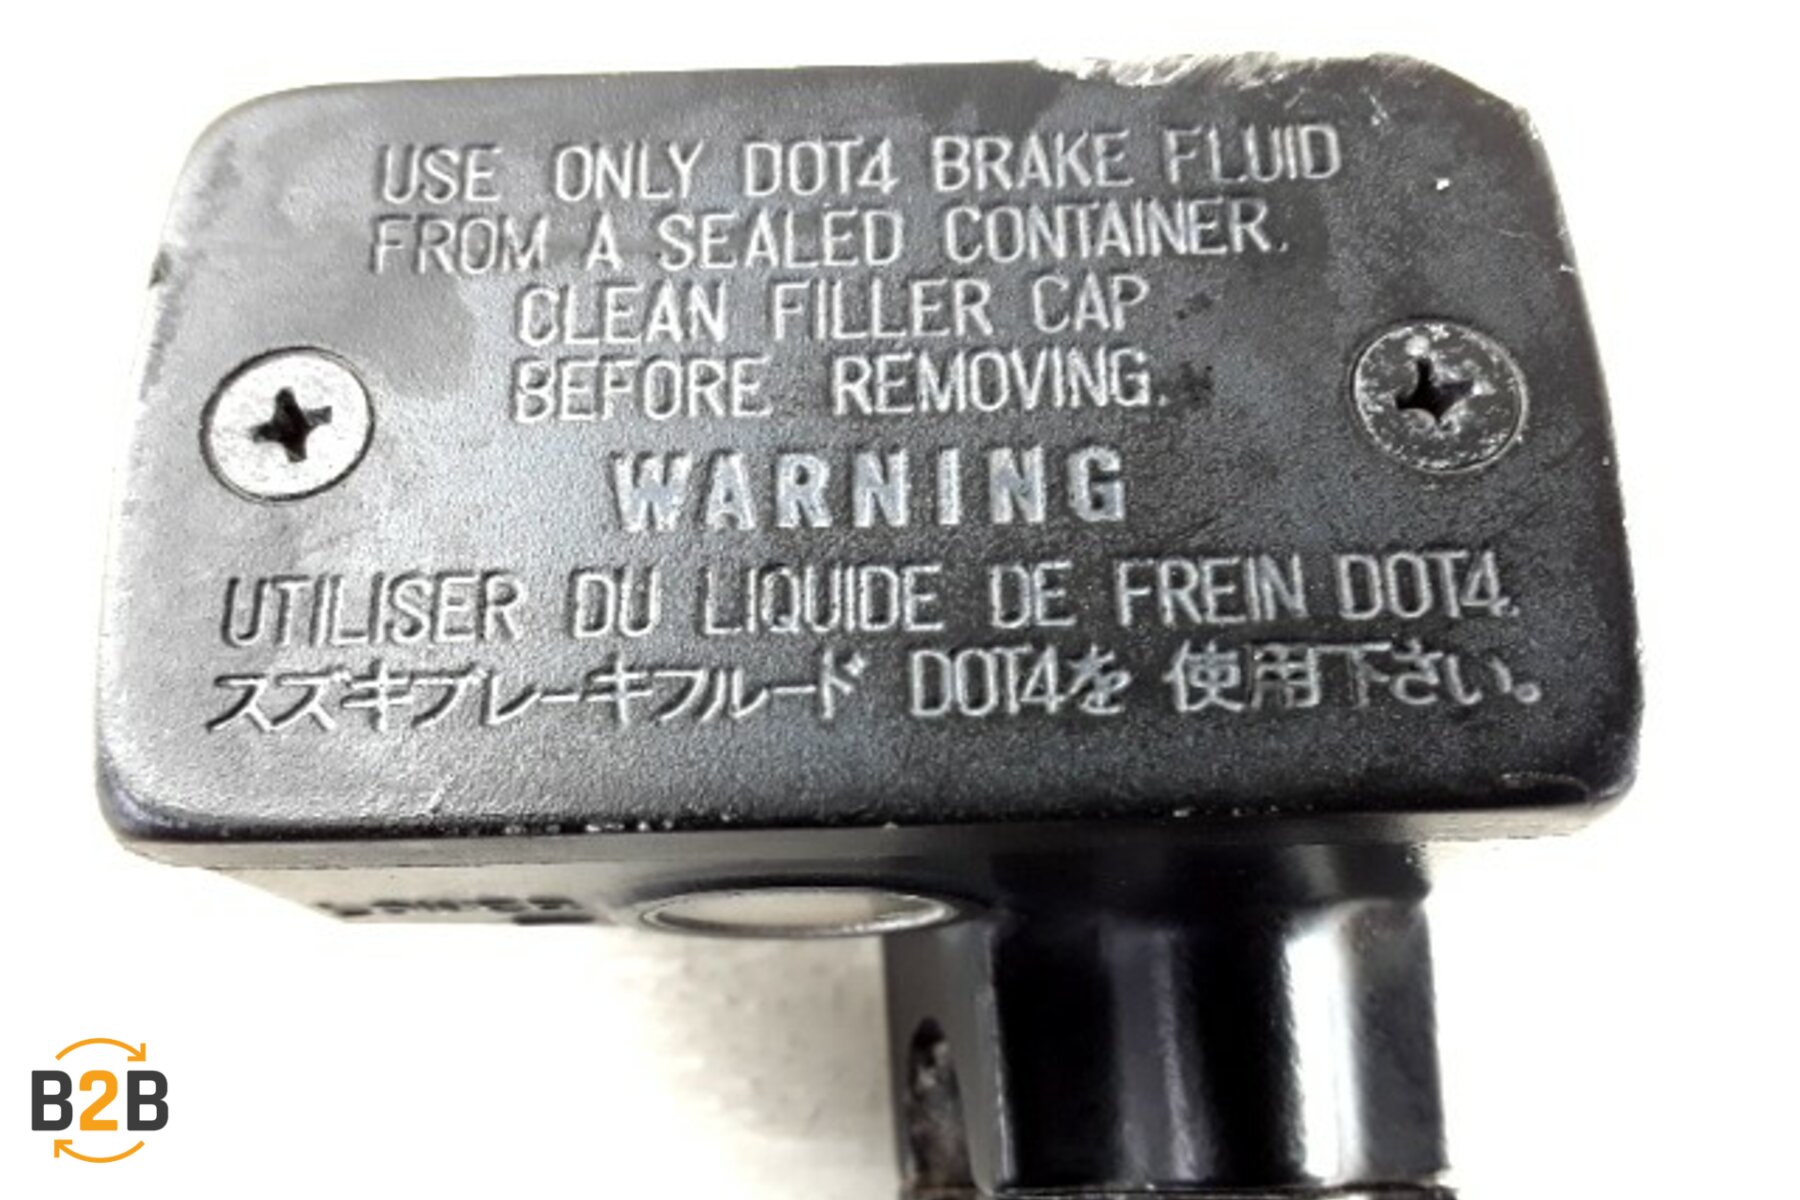 USE ONLY DOT4 BRAKE FLUID
FROM A SEALED CONTAINER.
CLEAN FILLER CAP
BEFORE REMOVING.
WARNING
UTILISER DU LIQUIDE DE FREIN DOT4.
スズキブレーキフルード DOT4を使用下さい。
B2B